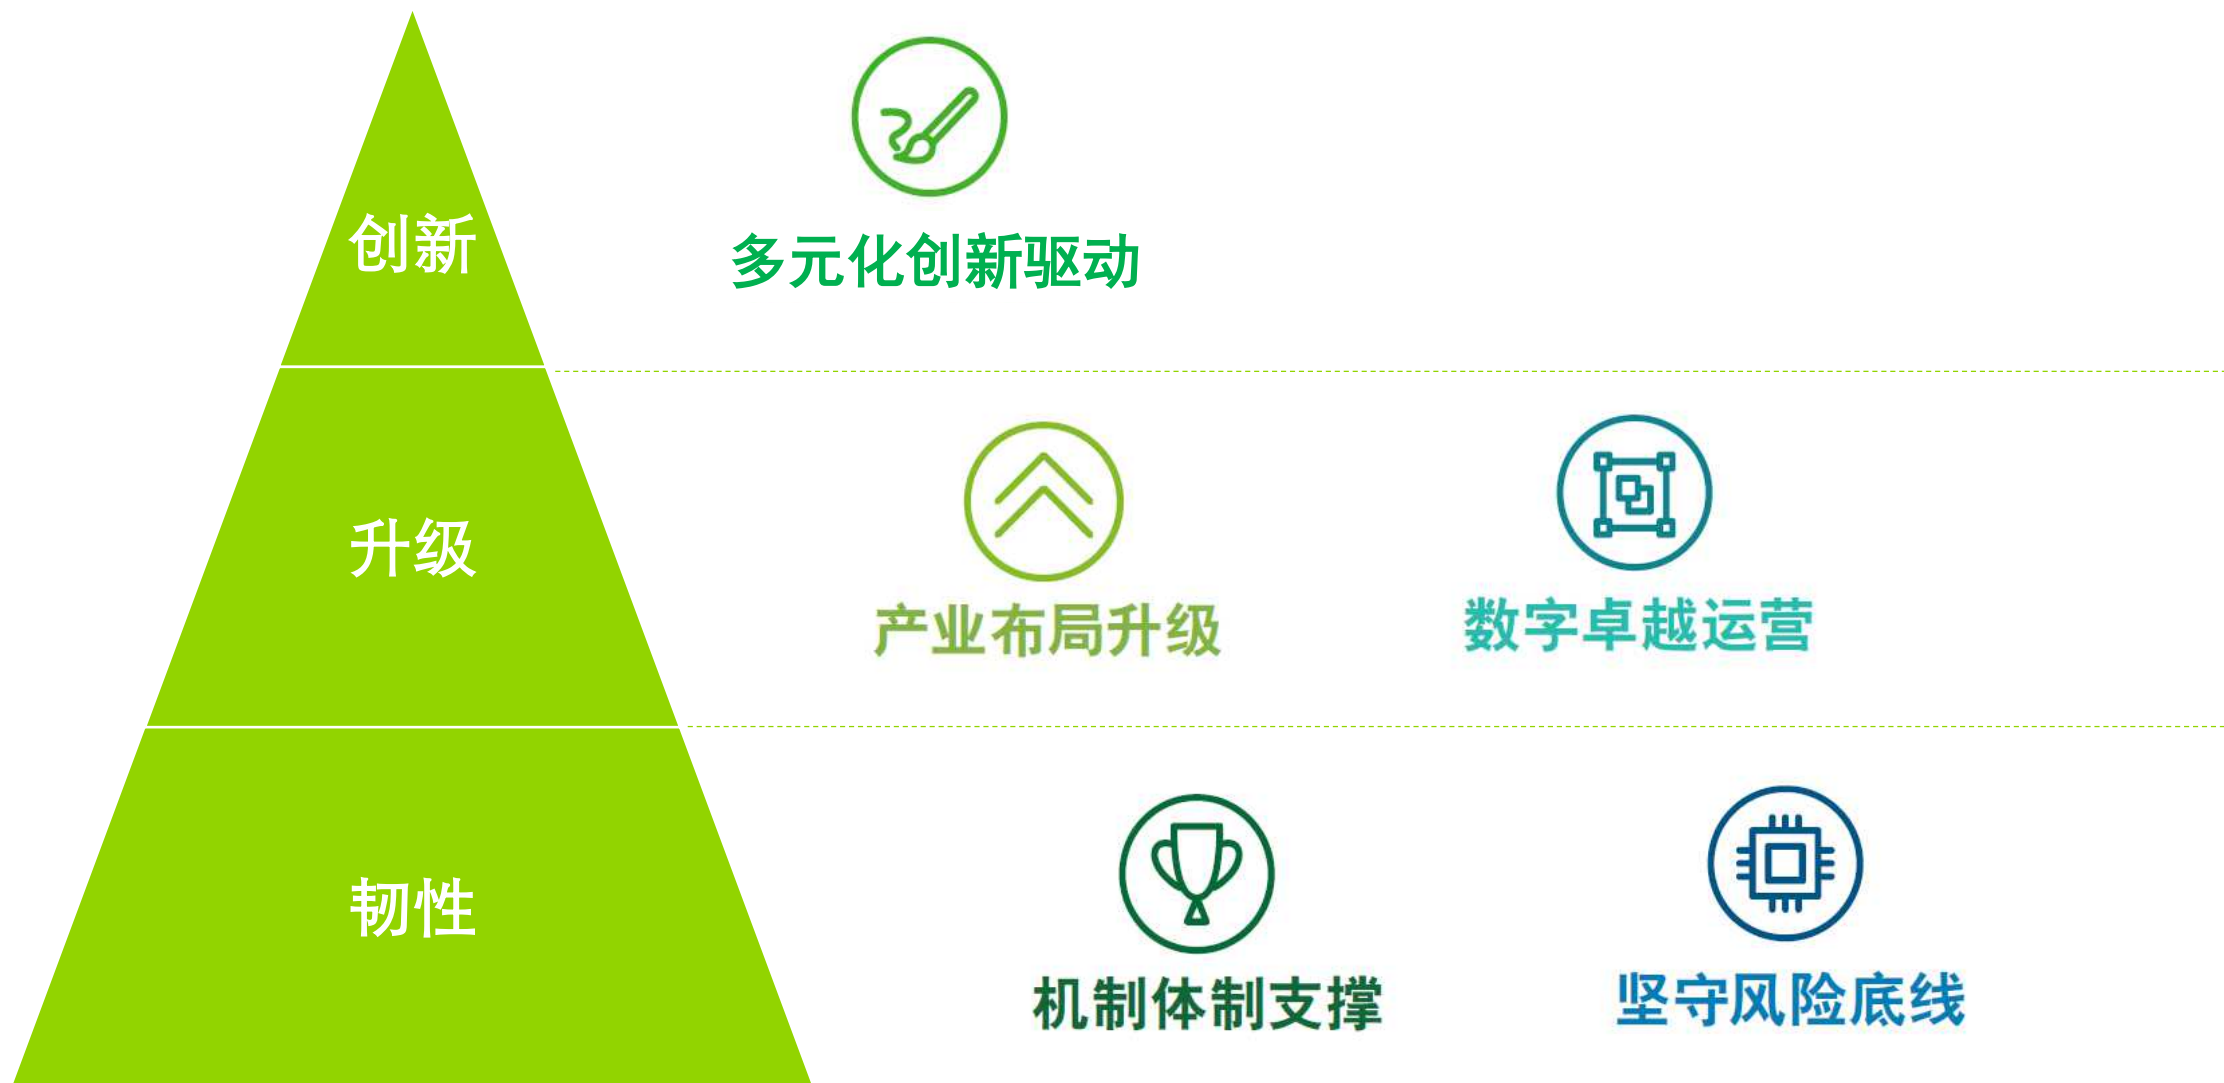 创新
多元化创新驱动
升级
产业布局升级
数字卓越运营
韧性
机制体制支撑
坚守风险底线